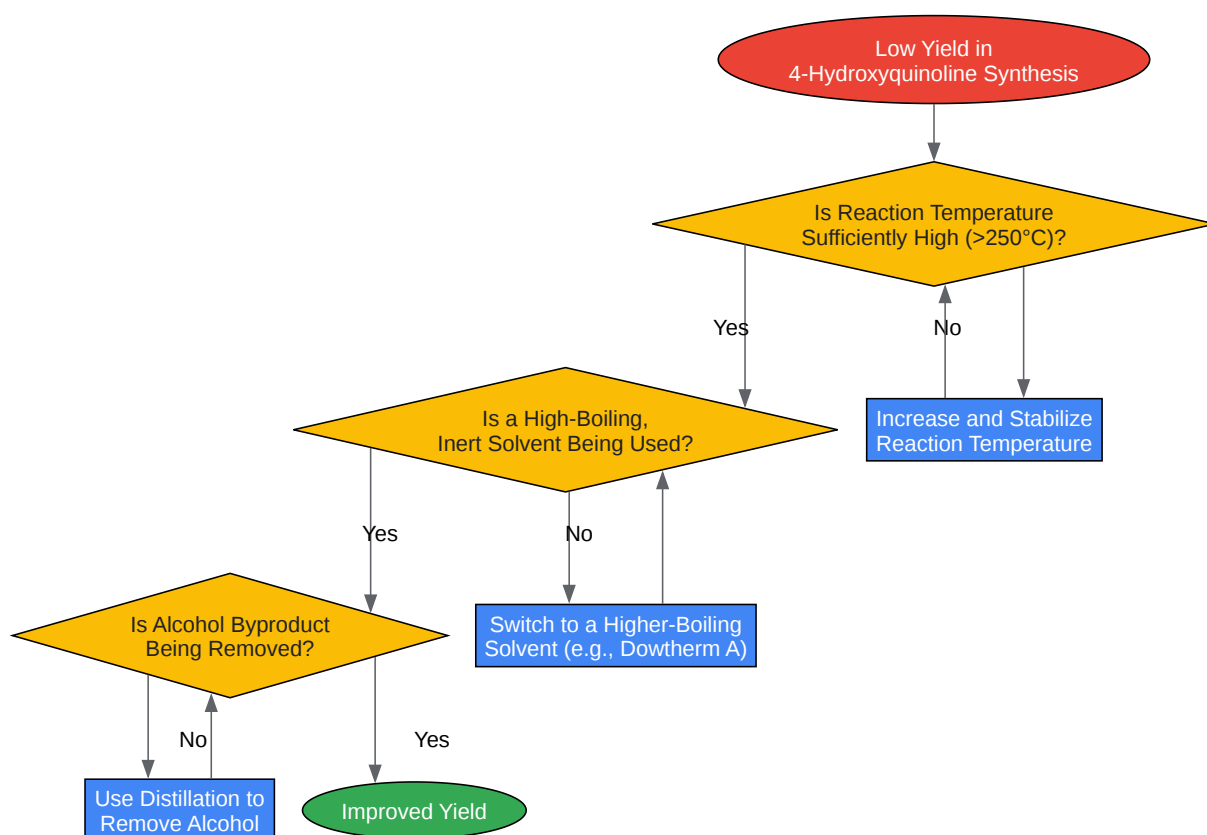 Low Yield in
4-Hydroxyquinoline Synthesis
Is Reaction Temperature
Sufficiently High (>250°C)?
Yes
No
Is a High-Boiling,
Inert Solvent Being Used?
Increase and Stabilize
Reaction Temperature
Yes
No
Is Alcohol Byproduct
Being Removed?
Switch to a Higher-Boiling
Solvent (e.g., Dowtherm A)
No
Yes
Use Distillation to
Remove Alcohol
Improved Yield